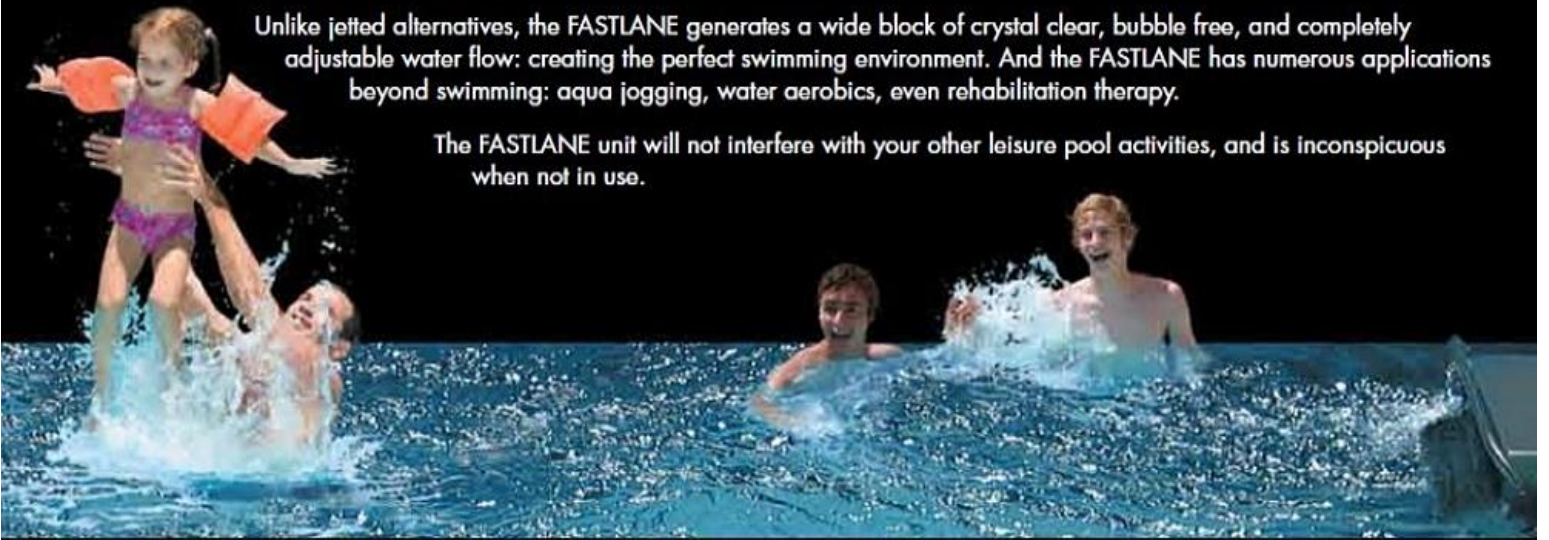 Unlike jetted alternatives, the FASTLANE generates a wide block of crystal clear, bubble free, and completely
adjustable water flow: creating the perfect swimming environment. And the FASTLANE has numerous applications
beyond swimming: aqua jogging, water aerobics, even rehabilitation therapy.
The FASTLANE unit will not interfere with your other leisure pool activities, and is inconspicuous
when not in use.